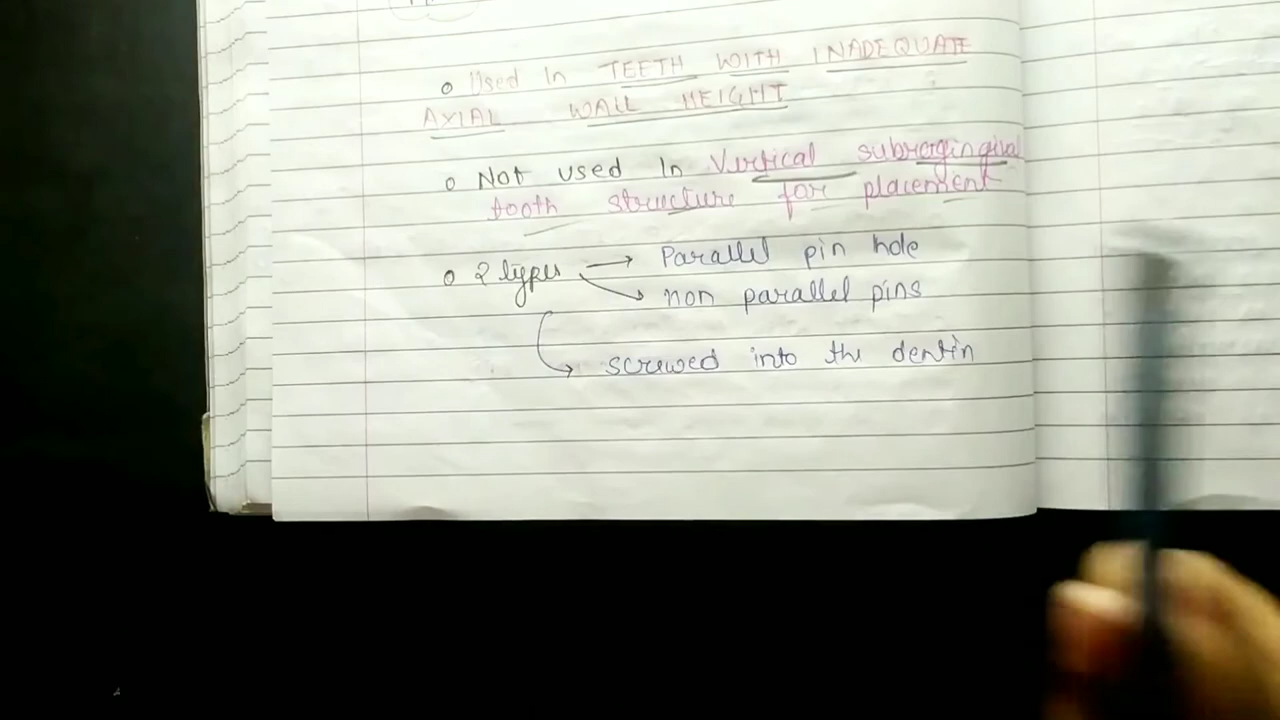 o Used In TEETH WITH INADEQUATE
AXIAL WALL HEIGHT
o Not used In Vertical
tooth structure for placement
o 2 types → Parallel pin hole
→ non parallel pins
→ screwed into the dentin